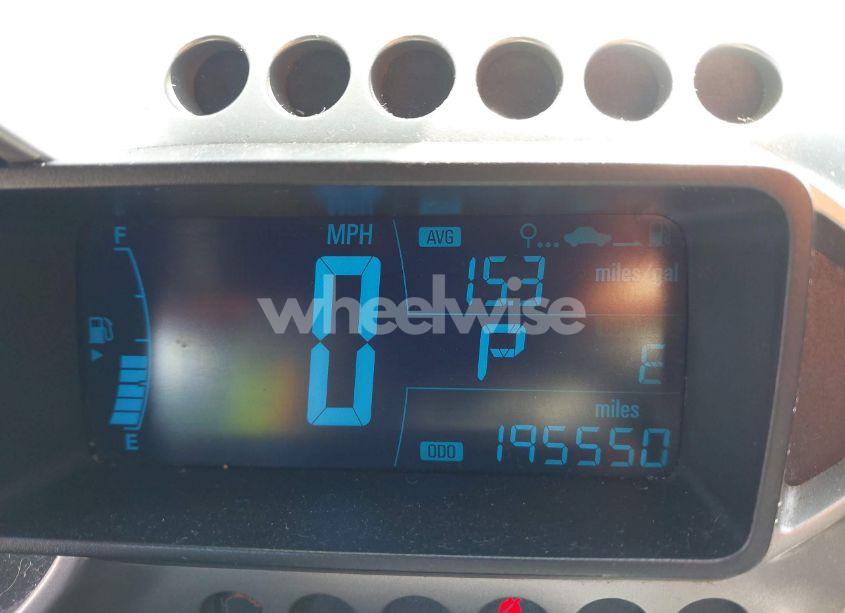 F
MPH
AVG
15.3
miles/gal
wheelwise
0
P
E
E
miles
ODO
195550